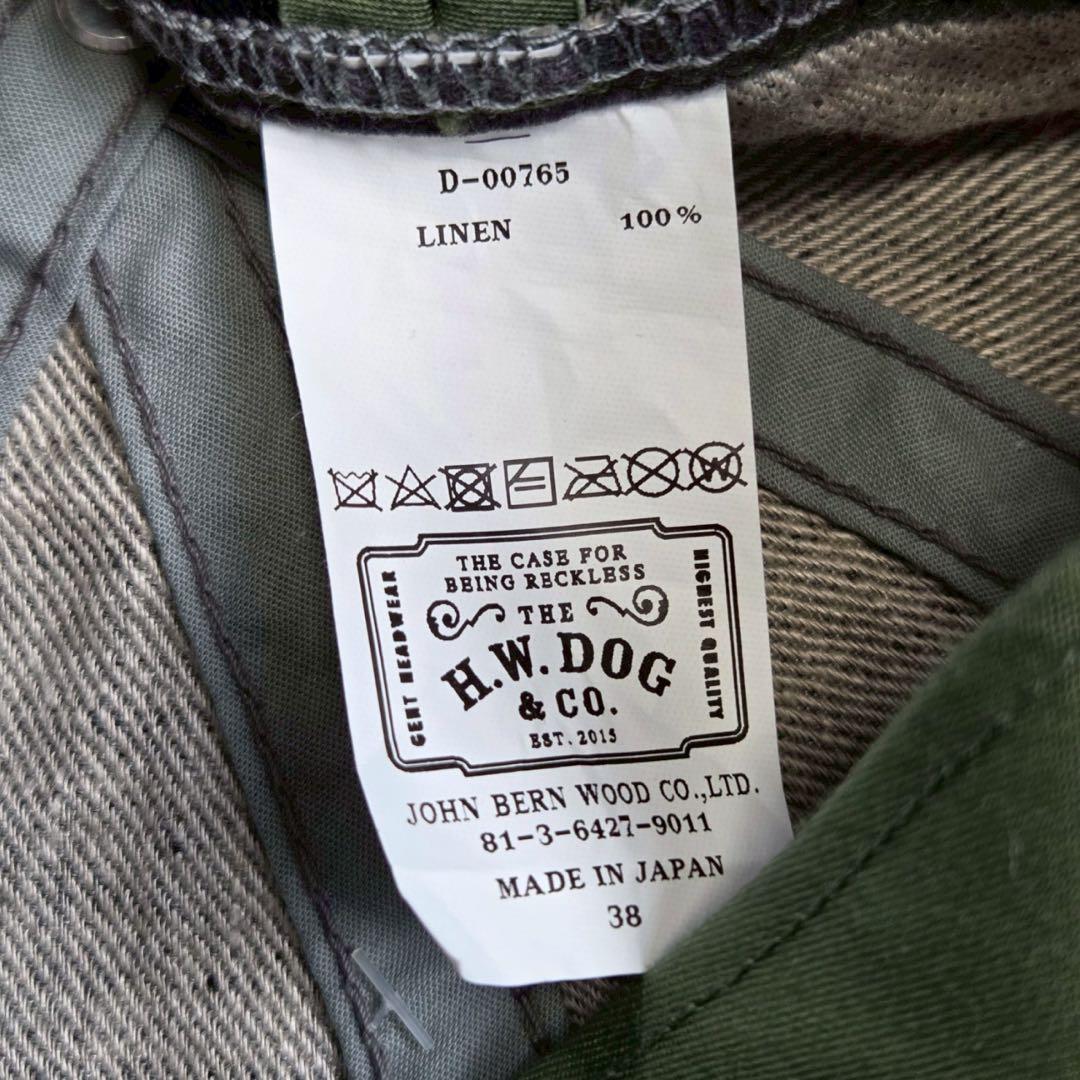 D-00765
LINEN 100%
THE CASE FOR
BEING RECKLESS
GENT HEADWEAR
THE
H.W.DOG
& CO.
EST.2015
HIGHEST QUALITY
JOHN BERN WOOD CO.,LTD.
81-3-6427-9011
MADE IN JAPAN
38